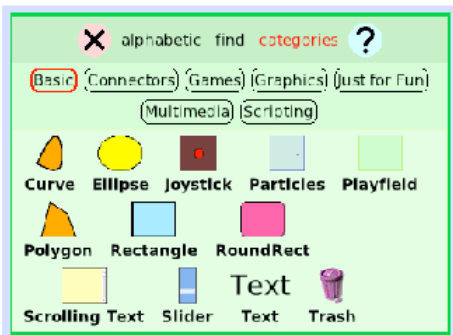 alphabetic find categories ?
Basic Connectors Games Graphics Just for Fun
Multimedia Scripting
Curve Ellipse Joystick Particles Playfield
Polygon Rectangle RoundRect
Text
Scrolling Text Slider Text Trash